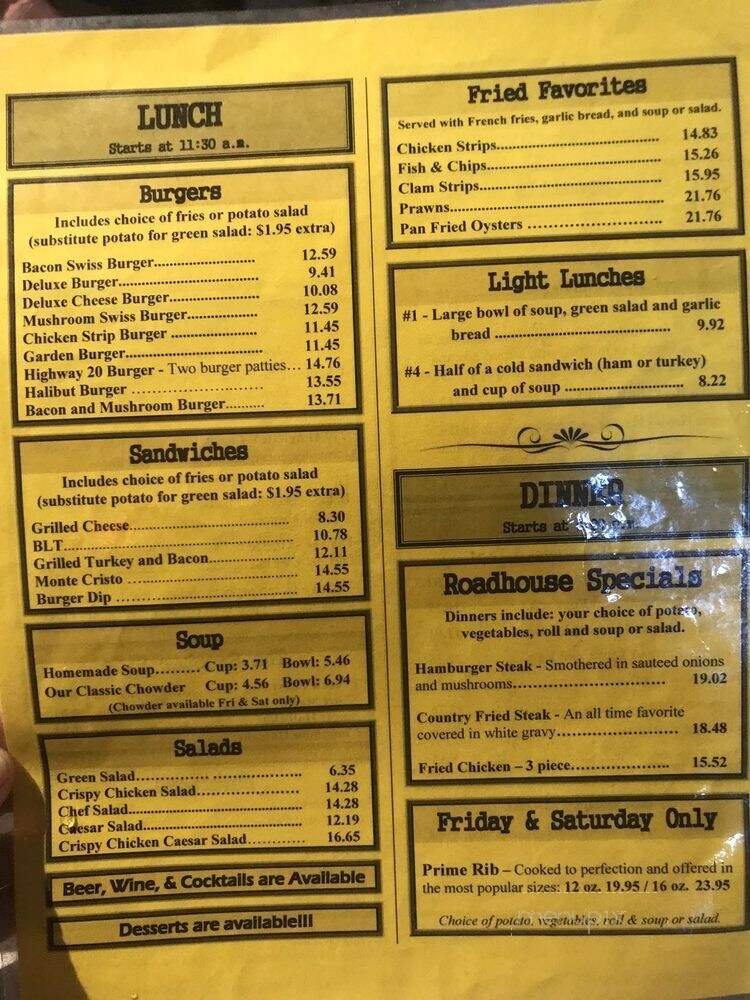 LUNCH
Starts at 11:30 a.m.
Burgers
Includes choice of fries or potato salad
(substitute potato for green salad: $1.95 extra)
Bacon Swiss Burger............................ 12.59
Deluxe Burger.................................... 9.41
Deluxe Cheese Burger......................... 10.08
Mushroom Swiss Burger..................... 12.59
Chicken Strip Burger ......................... 11.45
Garden Burger.................................... 11.45
Highway 20 Burger - Two burger patties... 14.76
Halibut Burger ........................... 13.55
Bacon and Mushroom Burger.......... 13.71
Sandwiches
Includes choice of fries or potato salad
(substitute potato for green salad: $1.95 extra)
Grilled Cheese......................................... 8.30
BLT......................................................... 10.78
Grilled Turkey and Bacon..................... 12.11
Monte Cristo ........................................... 14.55
Burger Dip .............................................. 14.55
Soup
Homemade Soup......... Cup: 3.71 Bowl: 5.46
Our Classic Chowder Cup: 4.56 Bowl: 6.94
(Chowder available Fri & Sat only)
Salads
Green Salad..................................... 6.35
Crispy Chicken Salad........................ 14.28
Chef Salad............................................ 14.28
Caesar Salad......................................... 12.19
Crispy Chicken Caesar Salad............ 16.65
Beer, Wine, & Cocktails are Available
Desserts are available!!!
Fried Favorites
Served with French fries, garlic bread, and soup or salad.
Chicken Strips.......................................... 14.83
Fish & Chips............................................. 15.26
Clam Strips............................................... 15.95
Prawns...................................................... 21.76
Pan Fried Oysters ............................ 21.76
Light Lunches
#1 - Large bowl of soup, green salad and garlic
bread ............................................ 9.92
#4 - Half of a cold sandwich (ham or turkey)
and cup of soup .............................. 8.22
DINNER
Starts at
Roadhouse Specials
Dinners include: your choice of potato,
vegetables, roll and soup or salad.
Hamburger Steak - Smothered in sauteed onions
and mushrooms................................ 19.02
Country Fried Steak - An all time favorite
covered in white gravy......................... 18.48
Fried Chicken – 3 piece.................... 15.52
Friday & Saturday Only
Prime Rib – Cooked to perfection and offered in
the most popular sizes: 12 oz. 19.95 / 16 oz. 23.95
Choice of potato, vegetables, roll & soup or salad.